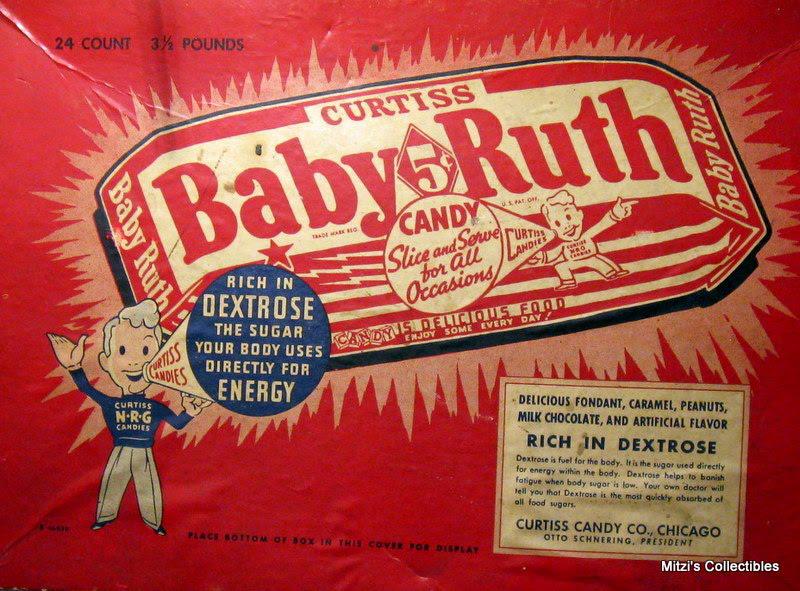 24 COUNT 3½ POUNDS
CURTISS
Baby Ruth
5¢
Baby Ruth
Baby Ruth
TRADE MARK REG.
U.S. PAT. OFF.
CANDY
Slice and Serve
for All
Occasions
CURTISS
CANDIES
CURTISS
N·R·G
CANDIES
CANDY IS DELICIOUS FOOD
ENJOY SOME EVERY DAY!
RICH IN
DEXTROSE
THE SUGAR
YOUR BODY USES
DIRECTLY FOR
ENERGY
CURTISS
CANDIES
CURTISS
N·R·G
CANDIES
DELICIOUS FONDANT, CARAMEL, PEANUTS,
MILK CHOCOLATE, AND ARTIFICIAL FLAVOR
RICH IN DEXTROSE
Dextrose is fuel for the body. It is the sugar used directly
for energy within the body. Dextrose helps to banish
fatigue when body sugar is low. Your own doctor will
tell you that Dextrose is the most quickly absorbed of
all food sugars.
CURTISS CANDY CO., CHICAGO
OTTO SCHNERING, PRESIDENT
PLACE BOTTOM OF BOX IN THIS COVER FOR DISPLAY
Mitzi's Collectibles